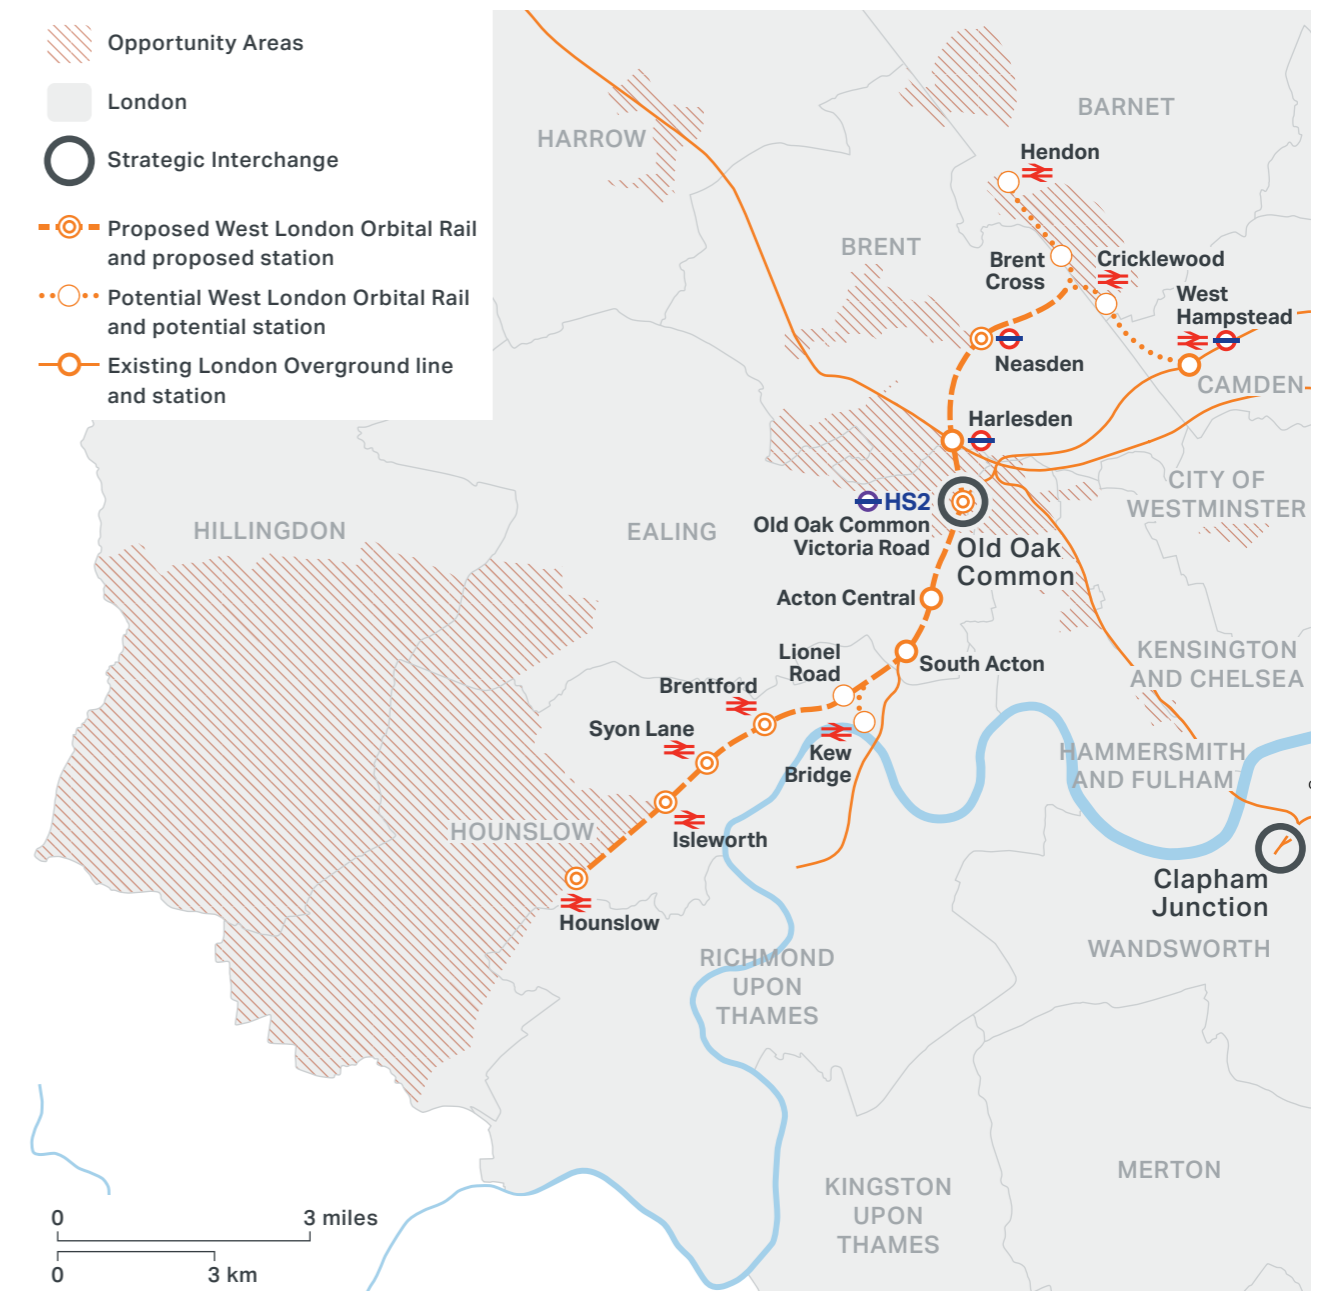 Opportunity Areas
London
Strategic Interchange
Proposed West London Orbital Rail
and proposed station
Potential West London Orbital Rail
and potential station
Existing London Overground line
and station
HARROW
BARNET
Hendon
BRENT
Brent
Cross
Cricklewood
West
Hampstead
Neasden
CAMDEN
Harlesden
CITY OF
WESTMINSTER
HS2
Old Oak Common
Victoria Road
Old Oak
Common
HILLINGDON
EALING
Acton Central
Lionel
Road
South Acton
KENSINGTON
AND CHELSEA
Brentford
Syon Lane
Kew
Bridge
HAMMERSMITH
AND FULHAM
HOUNSLOW
Isleworth
Hounslow
Clapham
Junction
WANDSWORTH
RICHMOND
UPON
THAMES
MERTON
KINGSTON
UPON
THAMES
0
3 miles
0
3 km